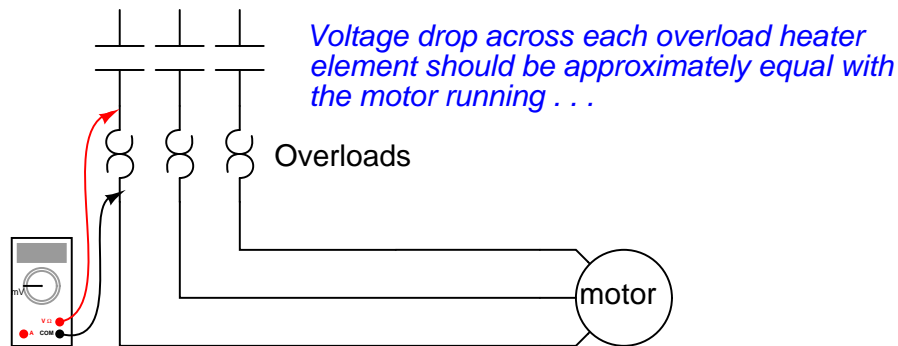 Voltage drop across each overload heater
element should be approximately equal with
the motor running . . .
Overloads
motor
mV
V Ω
A COM